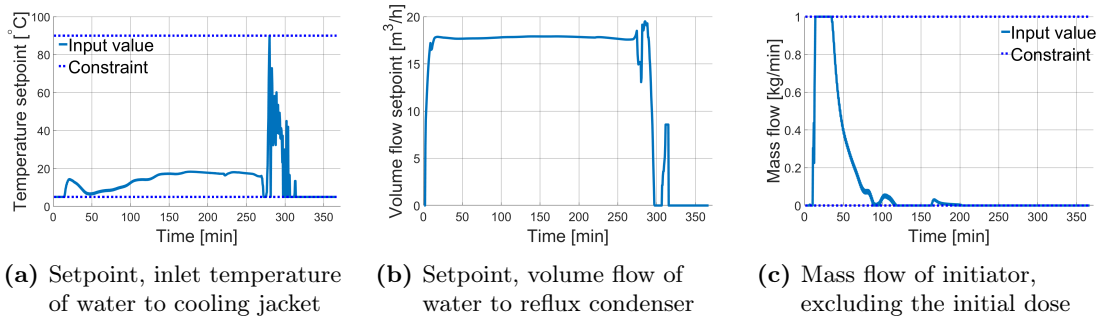 Temperature setpoint [°C]
100
80
60
40
20
0
Input value
Constraint
0 50 100 150 200 250 300 350
Time [min]
(a) Setpoint, inlet temperature
of water to cooling jacket
Volume flow setpoint [m³/h]
20
15
10
5
0
0 50 100 150 200 250 300 350
Time [min]
(b) Setpoint, volume flow of
water to reflux condenser
Mass flow [kg/min]
1
0.8
0.6
0.4
0.2
0
Input value
Constraint
0 50 100 150 200 250 300 350
Time [min]
(c) Mass flow of initiator,
excluding the initial dose